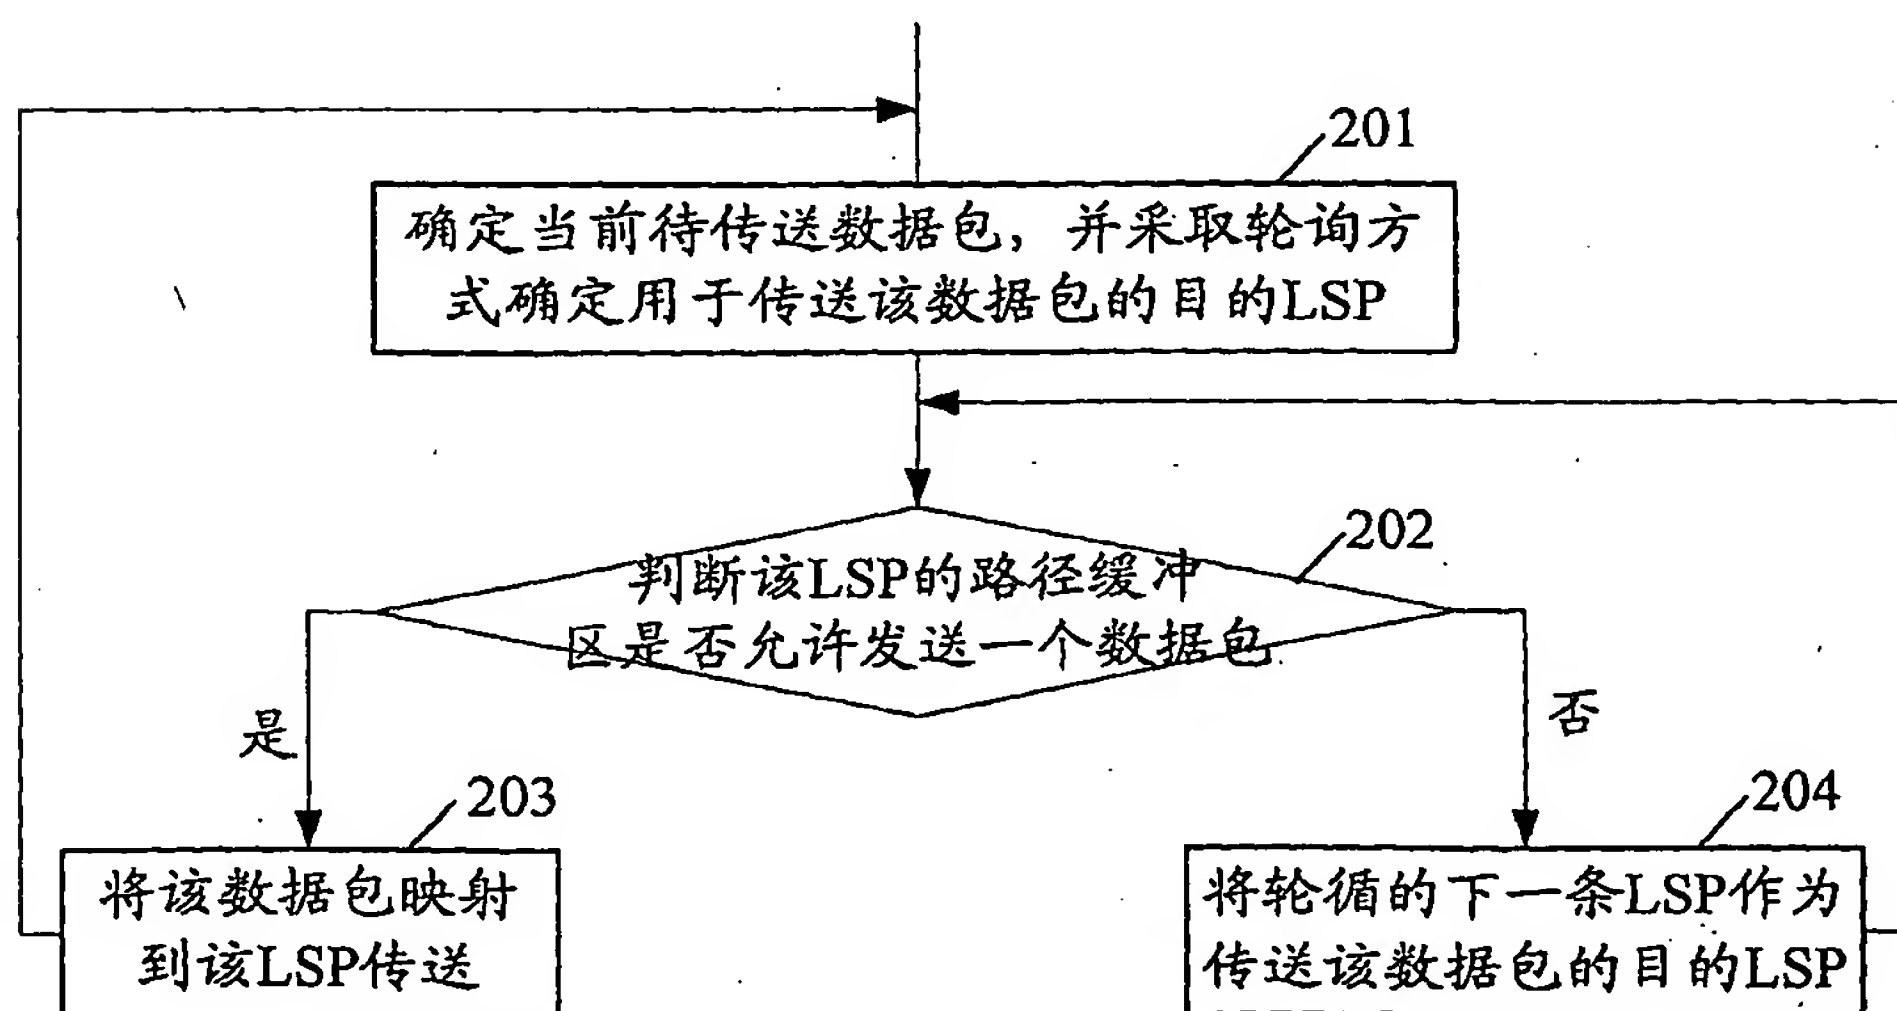 201
确定当前待传送数据包，并采取轮询方
式确定用于传送该数据包的目的LSP
202
判断该LSP的路径缓冲
区是否允许发送一个数据包
是
否
203
204
将该数据包映射
到该LSP传送
将轮循的下一条LSP作为
传送该数据包的目的LSP